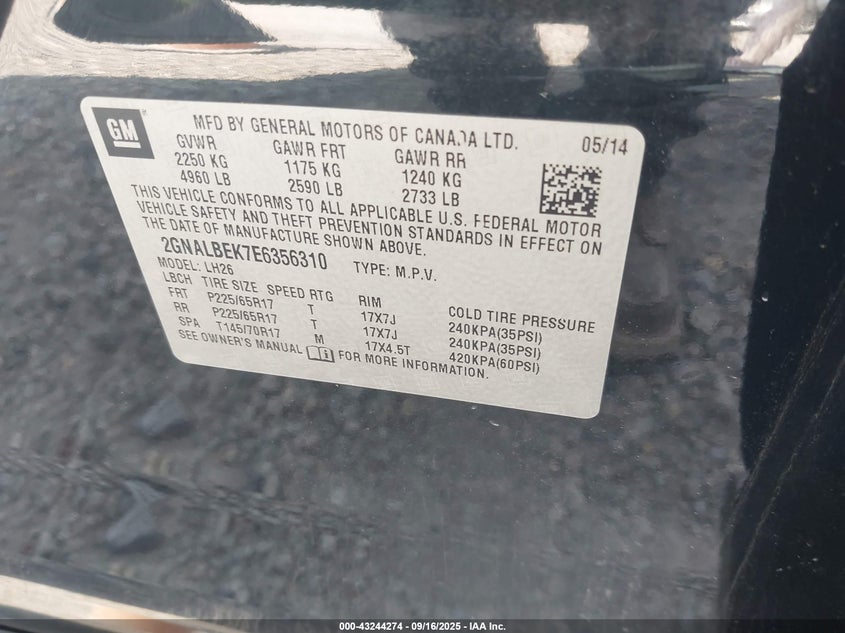 GM
MFD BY GENERAL MOTORS OF CANADA LTD. 05/14
GVWR GAWR FRT GAWR RR
2250 KG 1175 KG 1240 KG
4960 LB 2590 LB 2733 LB
THIS VEHICLE CONFORMS TO ALL APPLICABLE U.S. FEDERAL MOTOR
VEHICLE SAFETY AND THEFT PREVENTION STANDARDS IN EFFECT ON
THE DATE OF MANUFACTURE SHOWN ABOVE.
2GNALBEK7E6356310 TYPE: M.P.V.
MODEL: LH26
LBCH TIRE SIZE SPEED RTG RIM COLD TIRE PRESSURE
FRT P225/65R17 T 17X7J 240KPA(35PSI)
RR P225/65R17 T 17X7J 240KPA(35PSI)
SPA T145/70R17 M 17X4.5T 420KPA(60PSI)
SEE OWNER'S MANUAL FOR MORE INFORMATION.
000-43244274 - 09/16/2025 - IAA Inc.